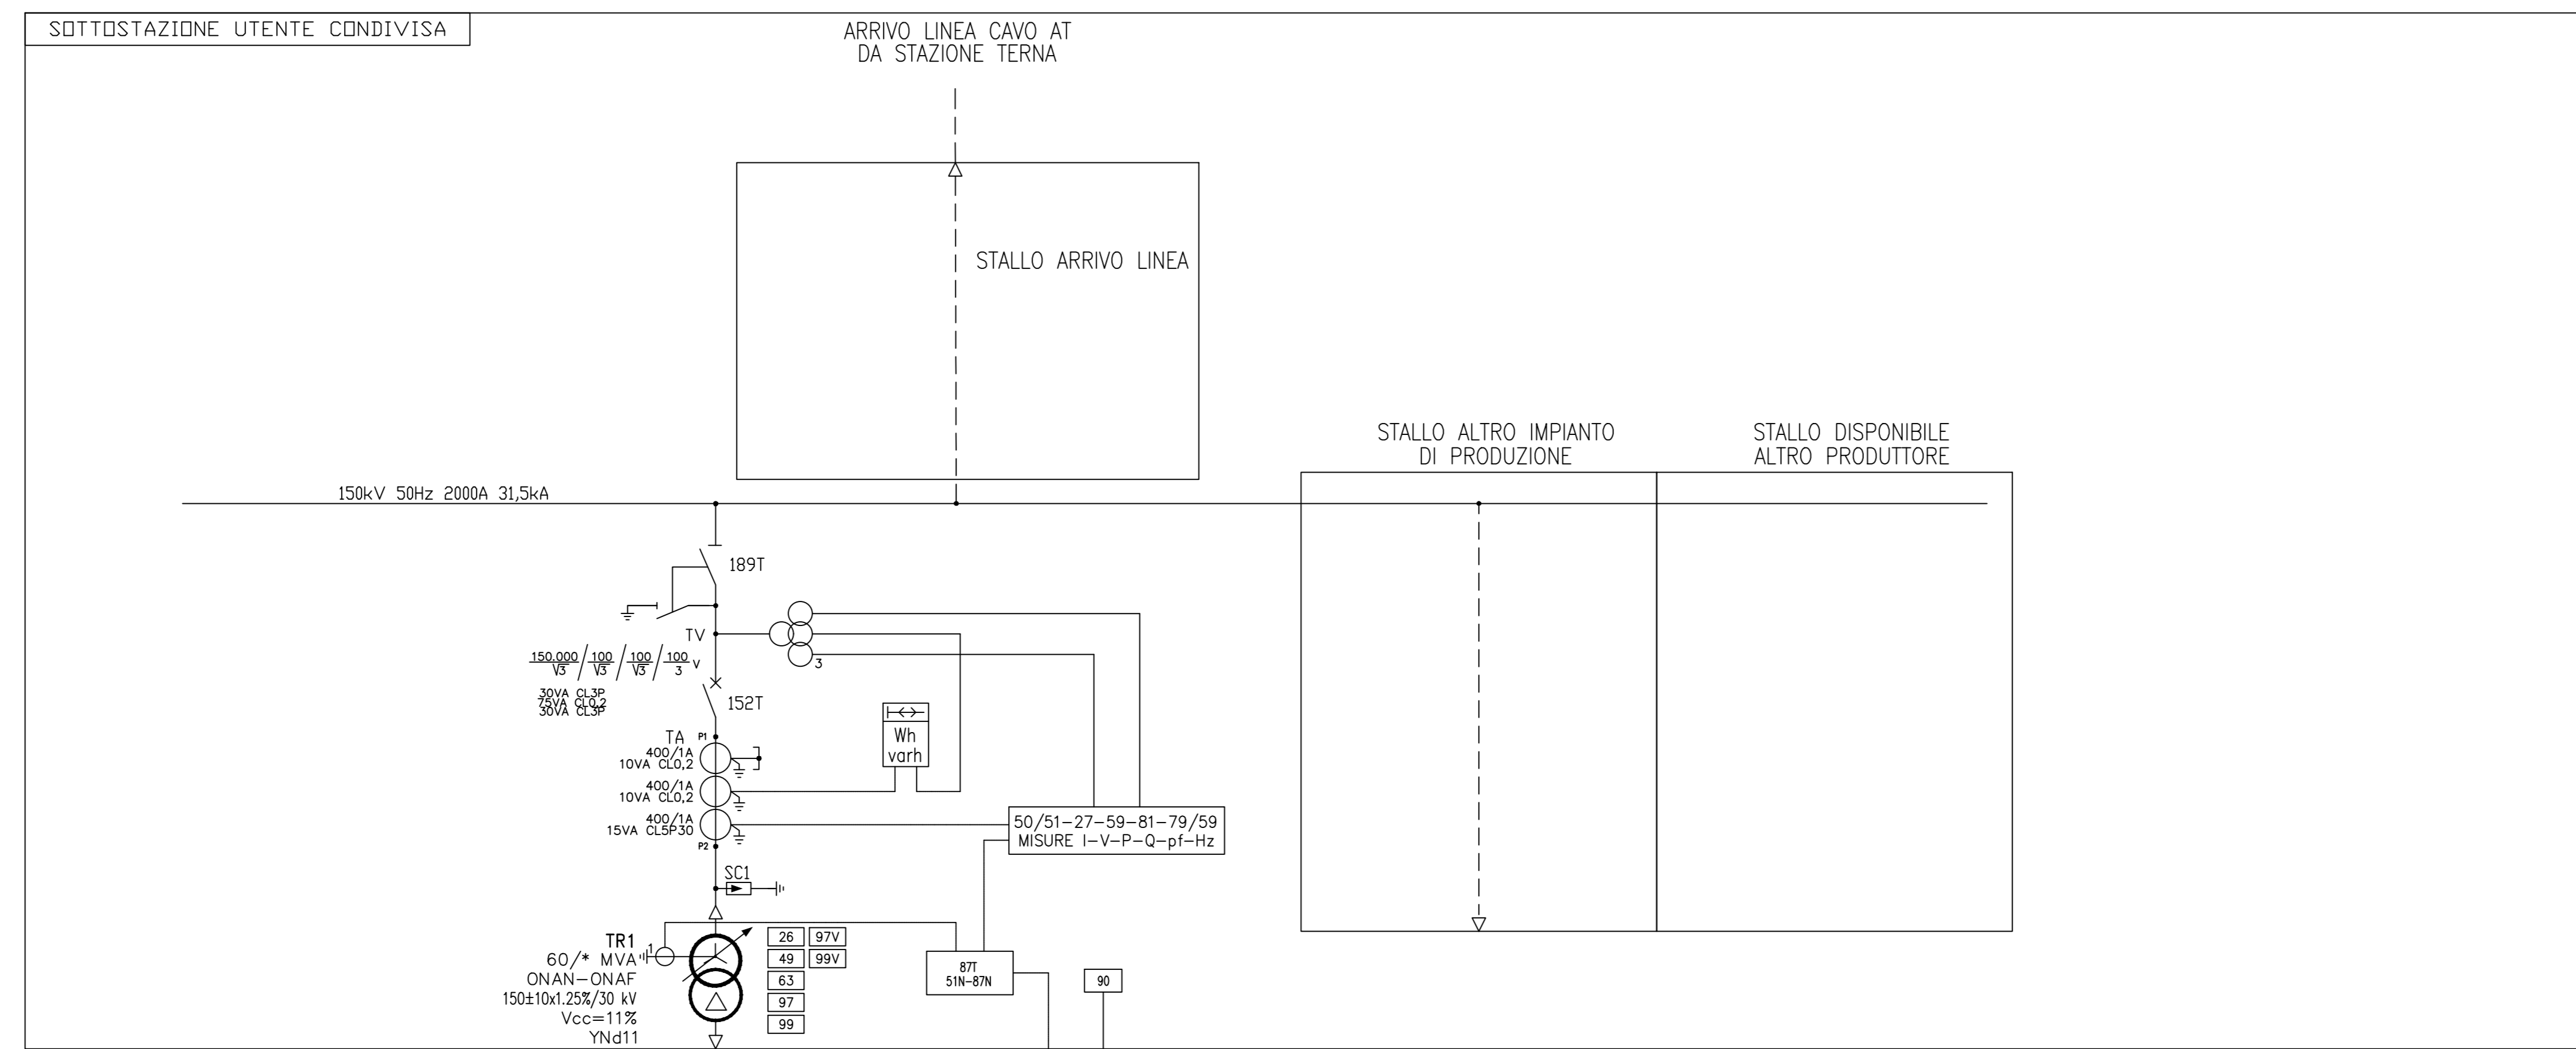 SOTTOSTAZIONE UTENTE CONDIVISA
ARRIVO LINEA CAVO AT
DA STAZIONE TERNA
STALLO ARRIVO LINEA
STALLO ALTRO IMPIANTO
DI PRODUZIONE
STALLO DISPONIBILE
ALTRO PRODUTTORE
150kV 50Hz 2000A 31,5kA
189T
TV
150.000/√3 / 100/√3 / 100/√3 / 100/3 V
3
30VA CL3P
75VA CL0,2
30VA CL3P
152T
TA P1
400/1A
10VA CL0,2
400/1A
10VA CL0,2
400/1A
15VA CL5P30
P2
Wh
varh
50/51-27-59-81-79/59
MISURE I-V-P-Q-pf-Hz
SC1
TR1
1
60/* MVA
ONAN-ONAF
150±10x1.25%/30 kV
Vcc=11%
YNd11
26 97V
49 99V
63
97
99
87T
51N-87N
90